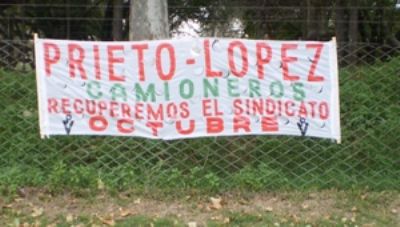 PRIETO-LOPEZ
CAMIONEROS
RECUPEREMOS EL SINDICATO
OCTUBRE